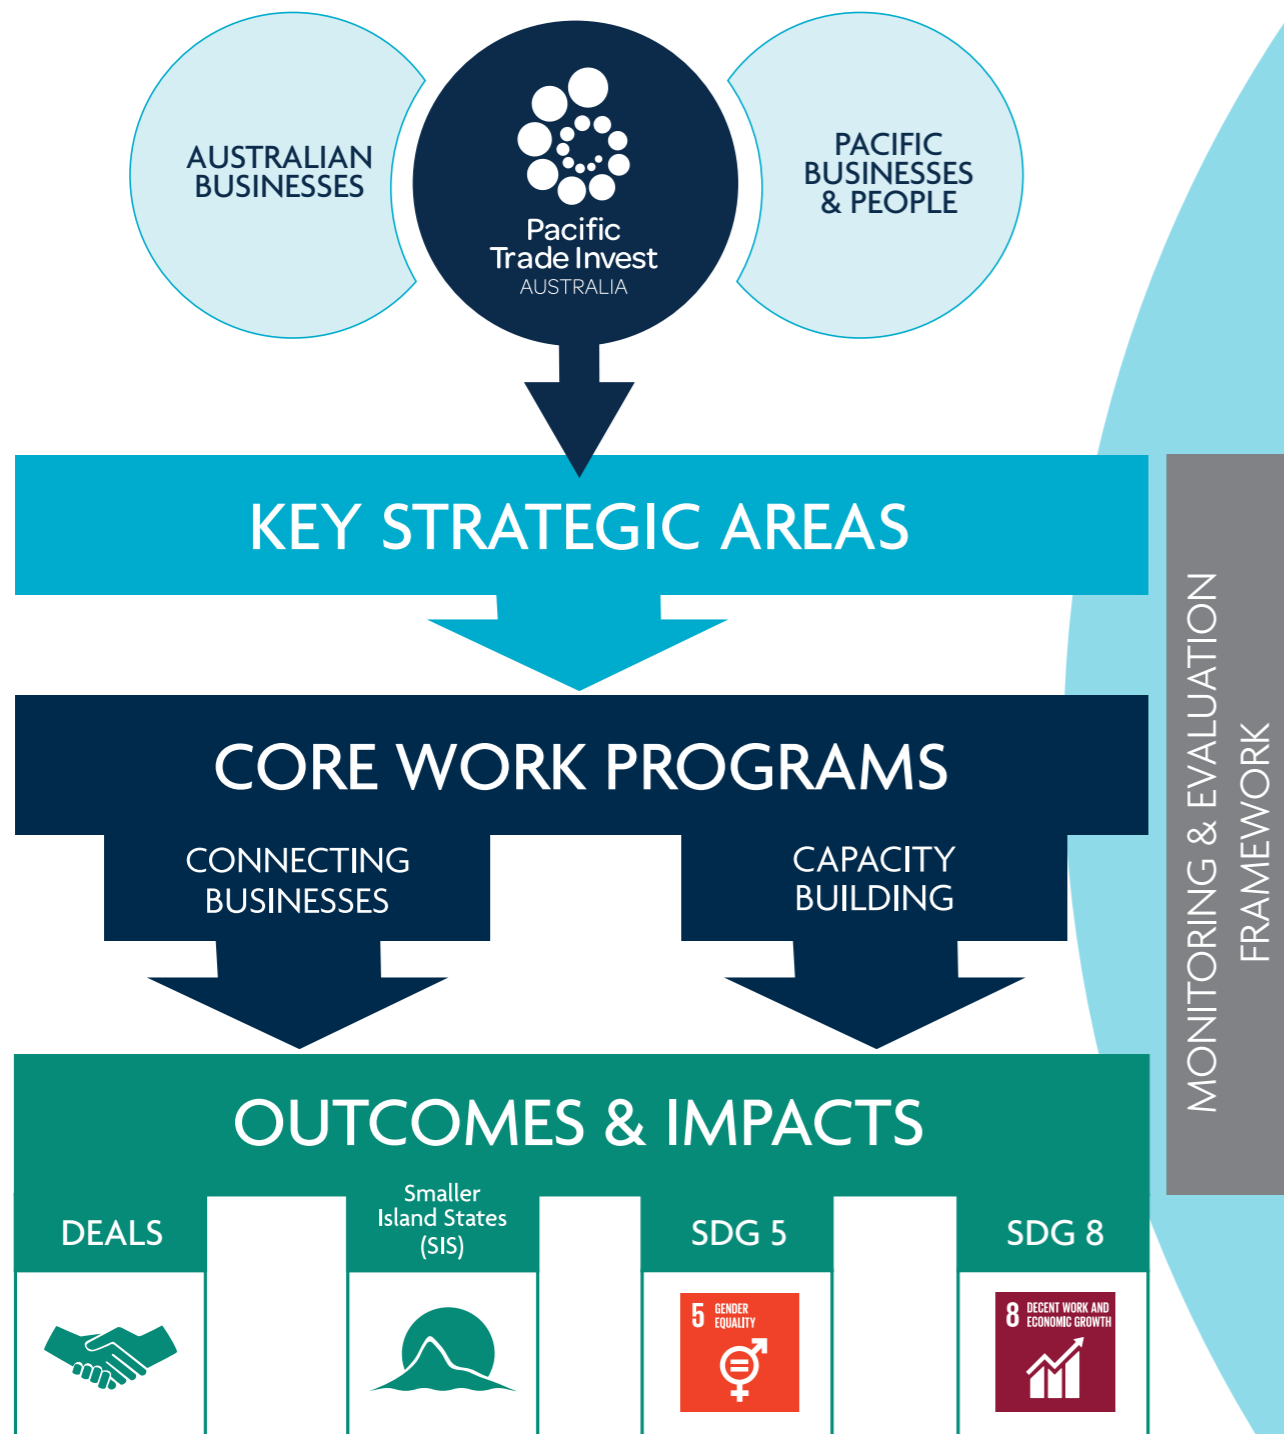 AUSTRALIAN
BUSINESSES
Pacific
Trade Invest
AUSTRALIA
PACIFIC
BUSINESSES
& PEOPLE
KEY STRATEGIC AREAS
CORE WORK PROGRAMS
CONNECTING
BUSINESSES
CAPACITY
BUILDING
MONITORING & EVALUATION
FRAMEWORK
OUTCOMES & IMPACTS
DEALS
Smaller
Island States
(SIS)
SDG 5
SDG 8
5 GENDER
EQUALITY
8 DECENT WORK AND
ECONOMIC GROWTH